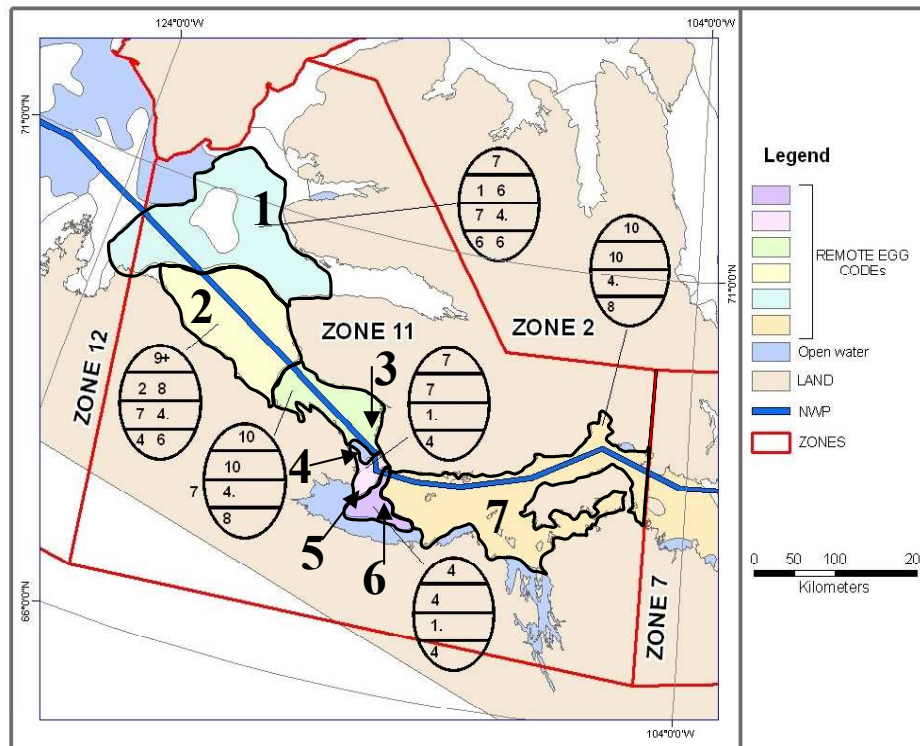 124°0'0"W
104°0'0"W
71°0'0"N
1
7
1 6
7 4.
6 6
10
10
4.
8
71°0'0"N
2
ZONE 11
ZONE 2
ZONE 12
3
9+
2 8
7 4.
4 6
7
7
1.
4
10
10
7 4.
8
4
5
6
7
4
4
1.
4
ZONE 7
66°0'0"N
104°0'0"W
Legend
REMOTE EGG
CODEs
Open water
LAND
NWP
ZONES
0 50 100 20
Kilometers